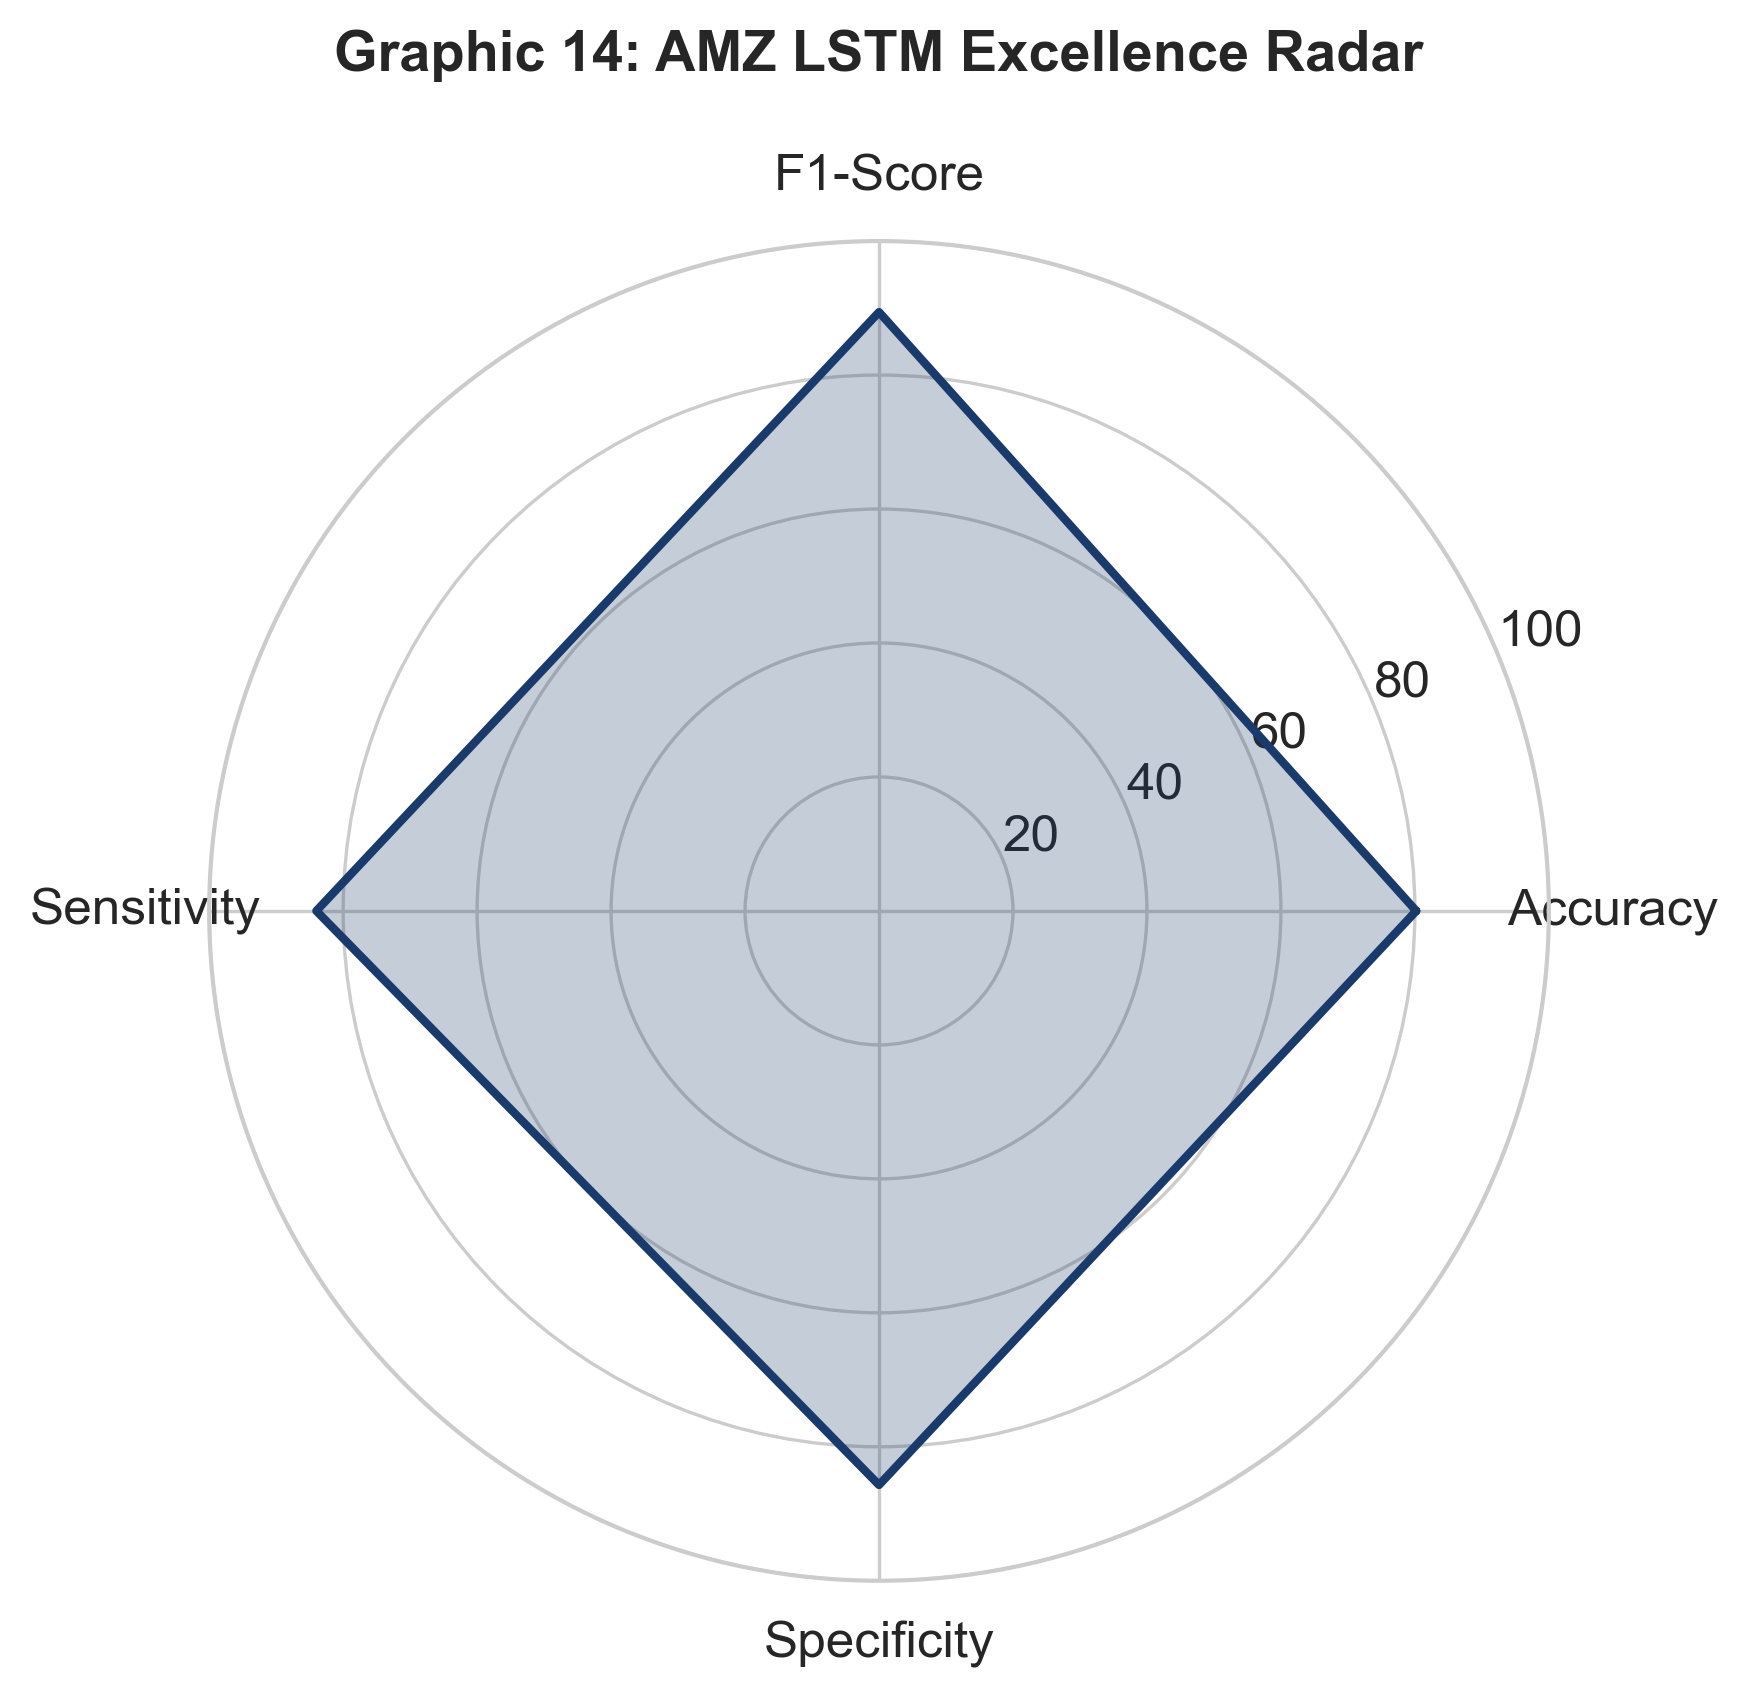 Graphic 14: AMZ LSTM Excellence Radar
F1-Score
100
80
60
40
20
Sensitivity
Accuracy
Specificity